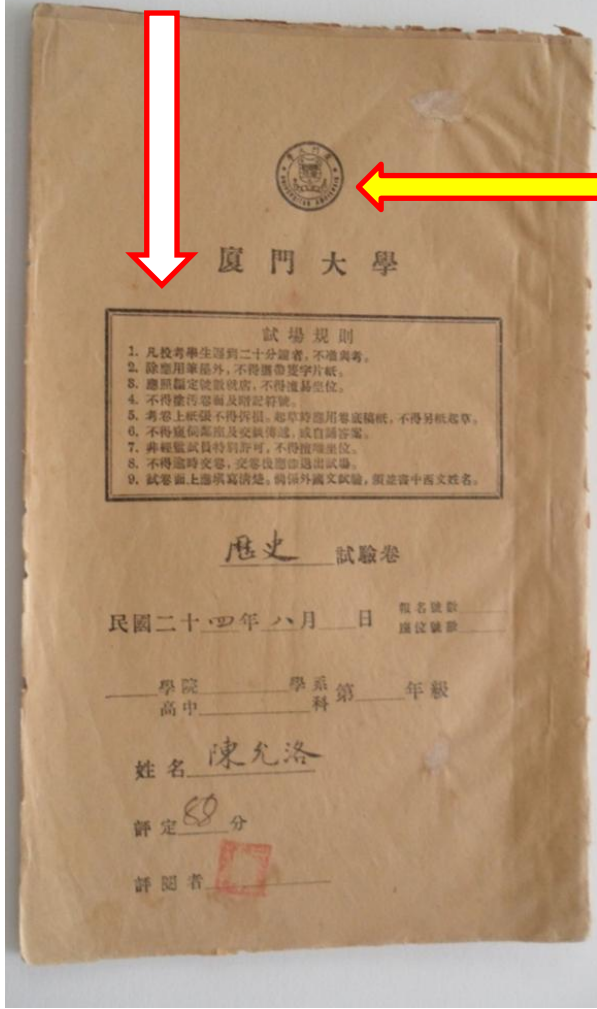 廈門大學
試場規則
1. 凡投考學生遲到二十分鐘者,不准與考。
2. 除應用筆墨外,不得攜帶隻字片紙。
3. 應照編定號數就席,不得擅易坐位。
4. 不得塗污卷面及暗記符號。
5. 考卷上紙張不得拆損。起草時應用卷底稿紙,不得另紙起草。
6. 不得窺伺鄰座及交談傳遞,或自誦答案。
7. 非經監試員特別許可,不得擅離坐位。
8. 不得逾時交卷,交卷後應即退出試場。
9. 試卷面上應填寫清楚。倘係外國文試驗,須並書中西文姓名。
歷史 試驗卷
民國二十四年八月 日
報名號數
座位號數
學院 學系
高中 科 第 年級
姓名 陳允洛
評定 88 分
評閱者